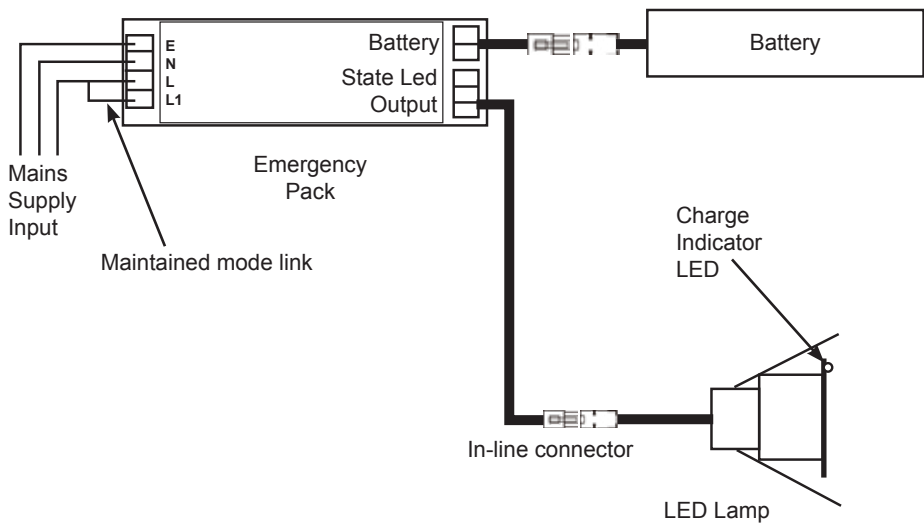 E
N
L
L1
Battery
State Led
Output
Battery
Emergency
Pack
Mains
Supply
Input
Maintained mode link
Charge
Indicator
LED
In-line connector
LED Lamp